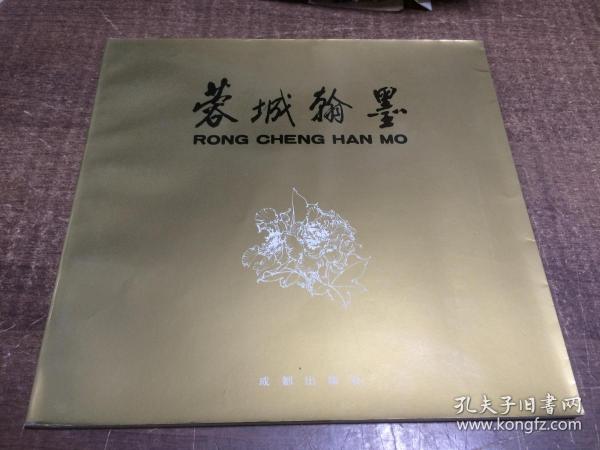 蓉城翰墨
RONG CHENG HAN MO
成都出版社
孔夫子旧书网
www.kongfz.com